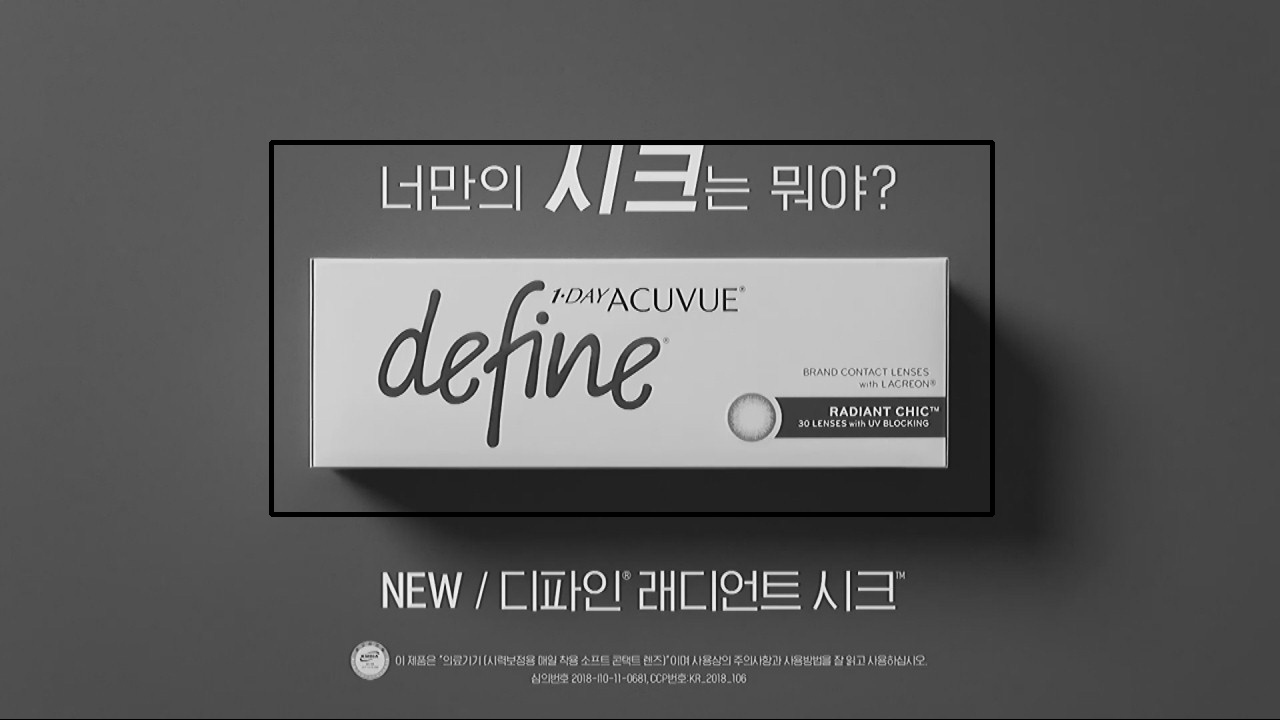 너만의 시크는 뭐야?
1·DAY ACUVUE®
define®
BRAND CONTACT LENSES
with LACREON®
RADIANT CHIC™
30 LENSES with UV BLOCKING
NEW / 디파인® 래디언트 시크™
이 제품은 "의료기기 (시력보정용 매일 착용 소프트 콘택트 렌즈)"이며 사용상의 주의사항과 사용방법을 잘 읽고 사용하십시오.
심의번호 2018-I10-11-0681, CCP번호:KR_2018_106